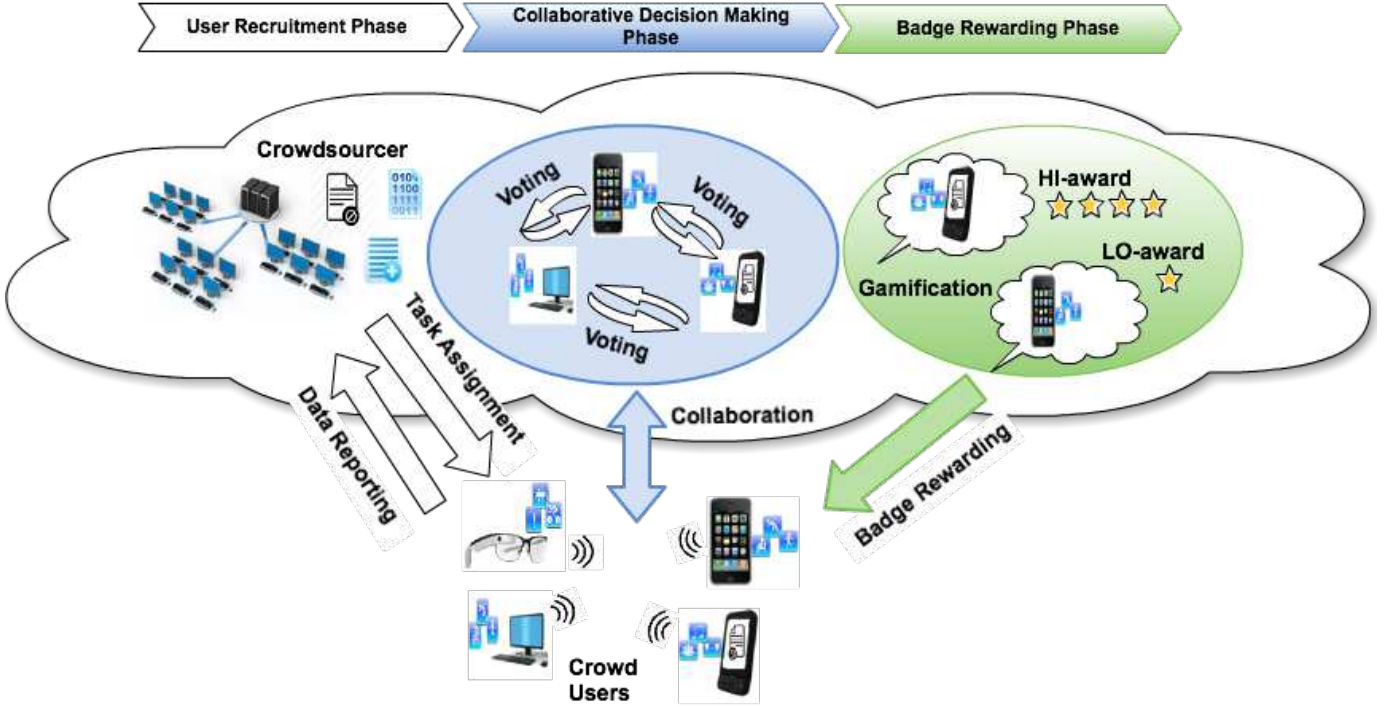 User Recruitment Phase
Collaborative Decision Making
Phase
Badge Rewarding Phase
Crowdsourcer
0101
1100
1111
0011
Voting
Voting
Voting
HI-award
LO-award
Gamification
Task Assignment
Data Reporting
Collaboration
Badge Rewarding
Crowd
Users